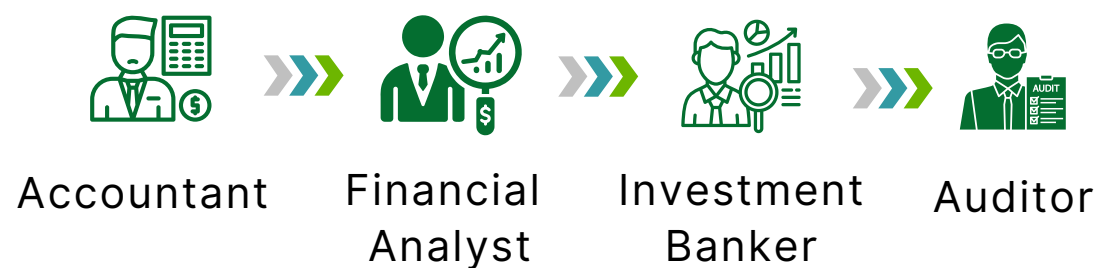 AUDIT
Accountant
Financial
Analyst
Investment
Banker
Auditor
$
$